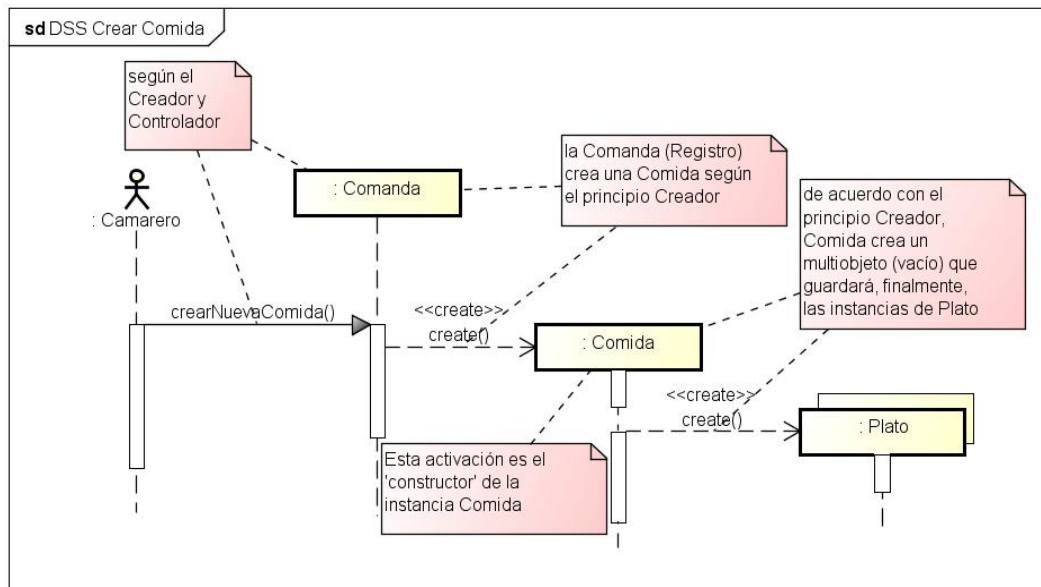 sd DSS Crear Comida
según el
Creador y
Controlador
: Camarero
: Comanda
la Comanda (Registro)
crea una Comida según
el principio Creador
de acuerdo con el
principio Creador,
Comida crea un
multiobjeto (vacío) que
guardará, finalmente,
las instancias de Plato
crearNuevaComida()
<<create>>
create()
: Comida
<<create>>
create()
: Plato
Esta activación es el
'constructor' de la
instancia Comida